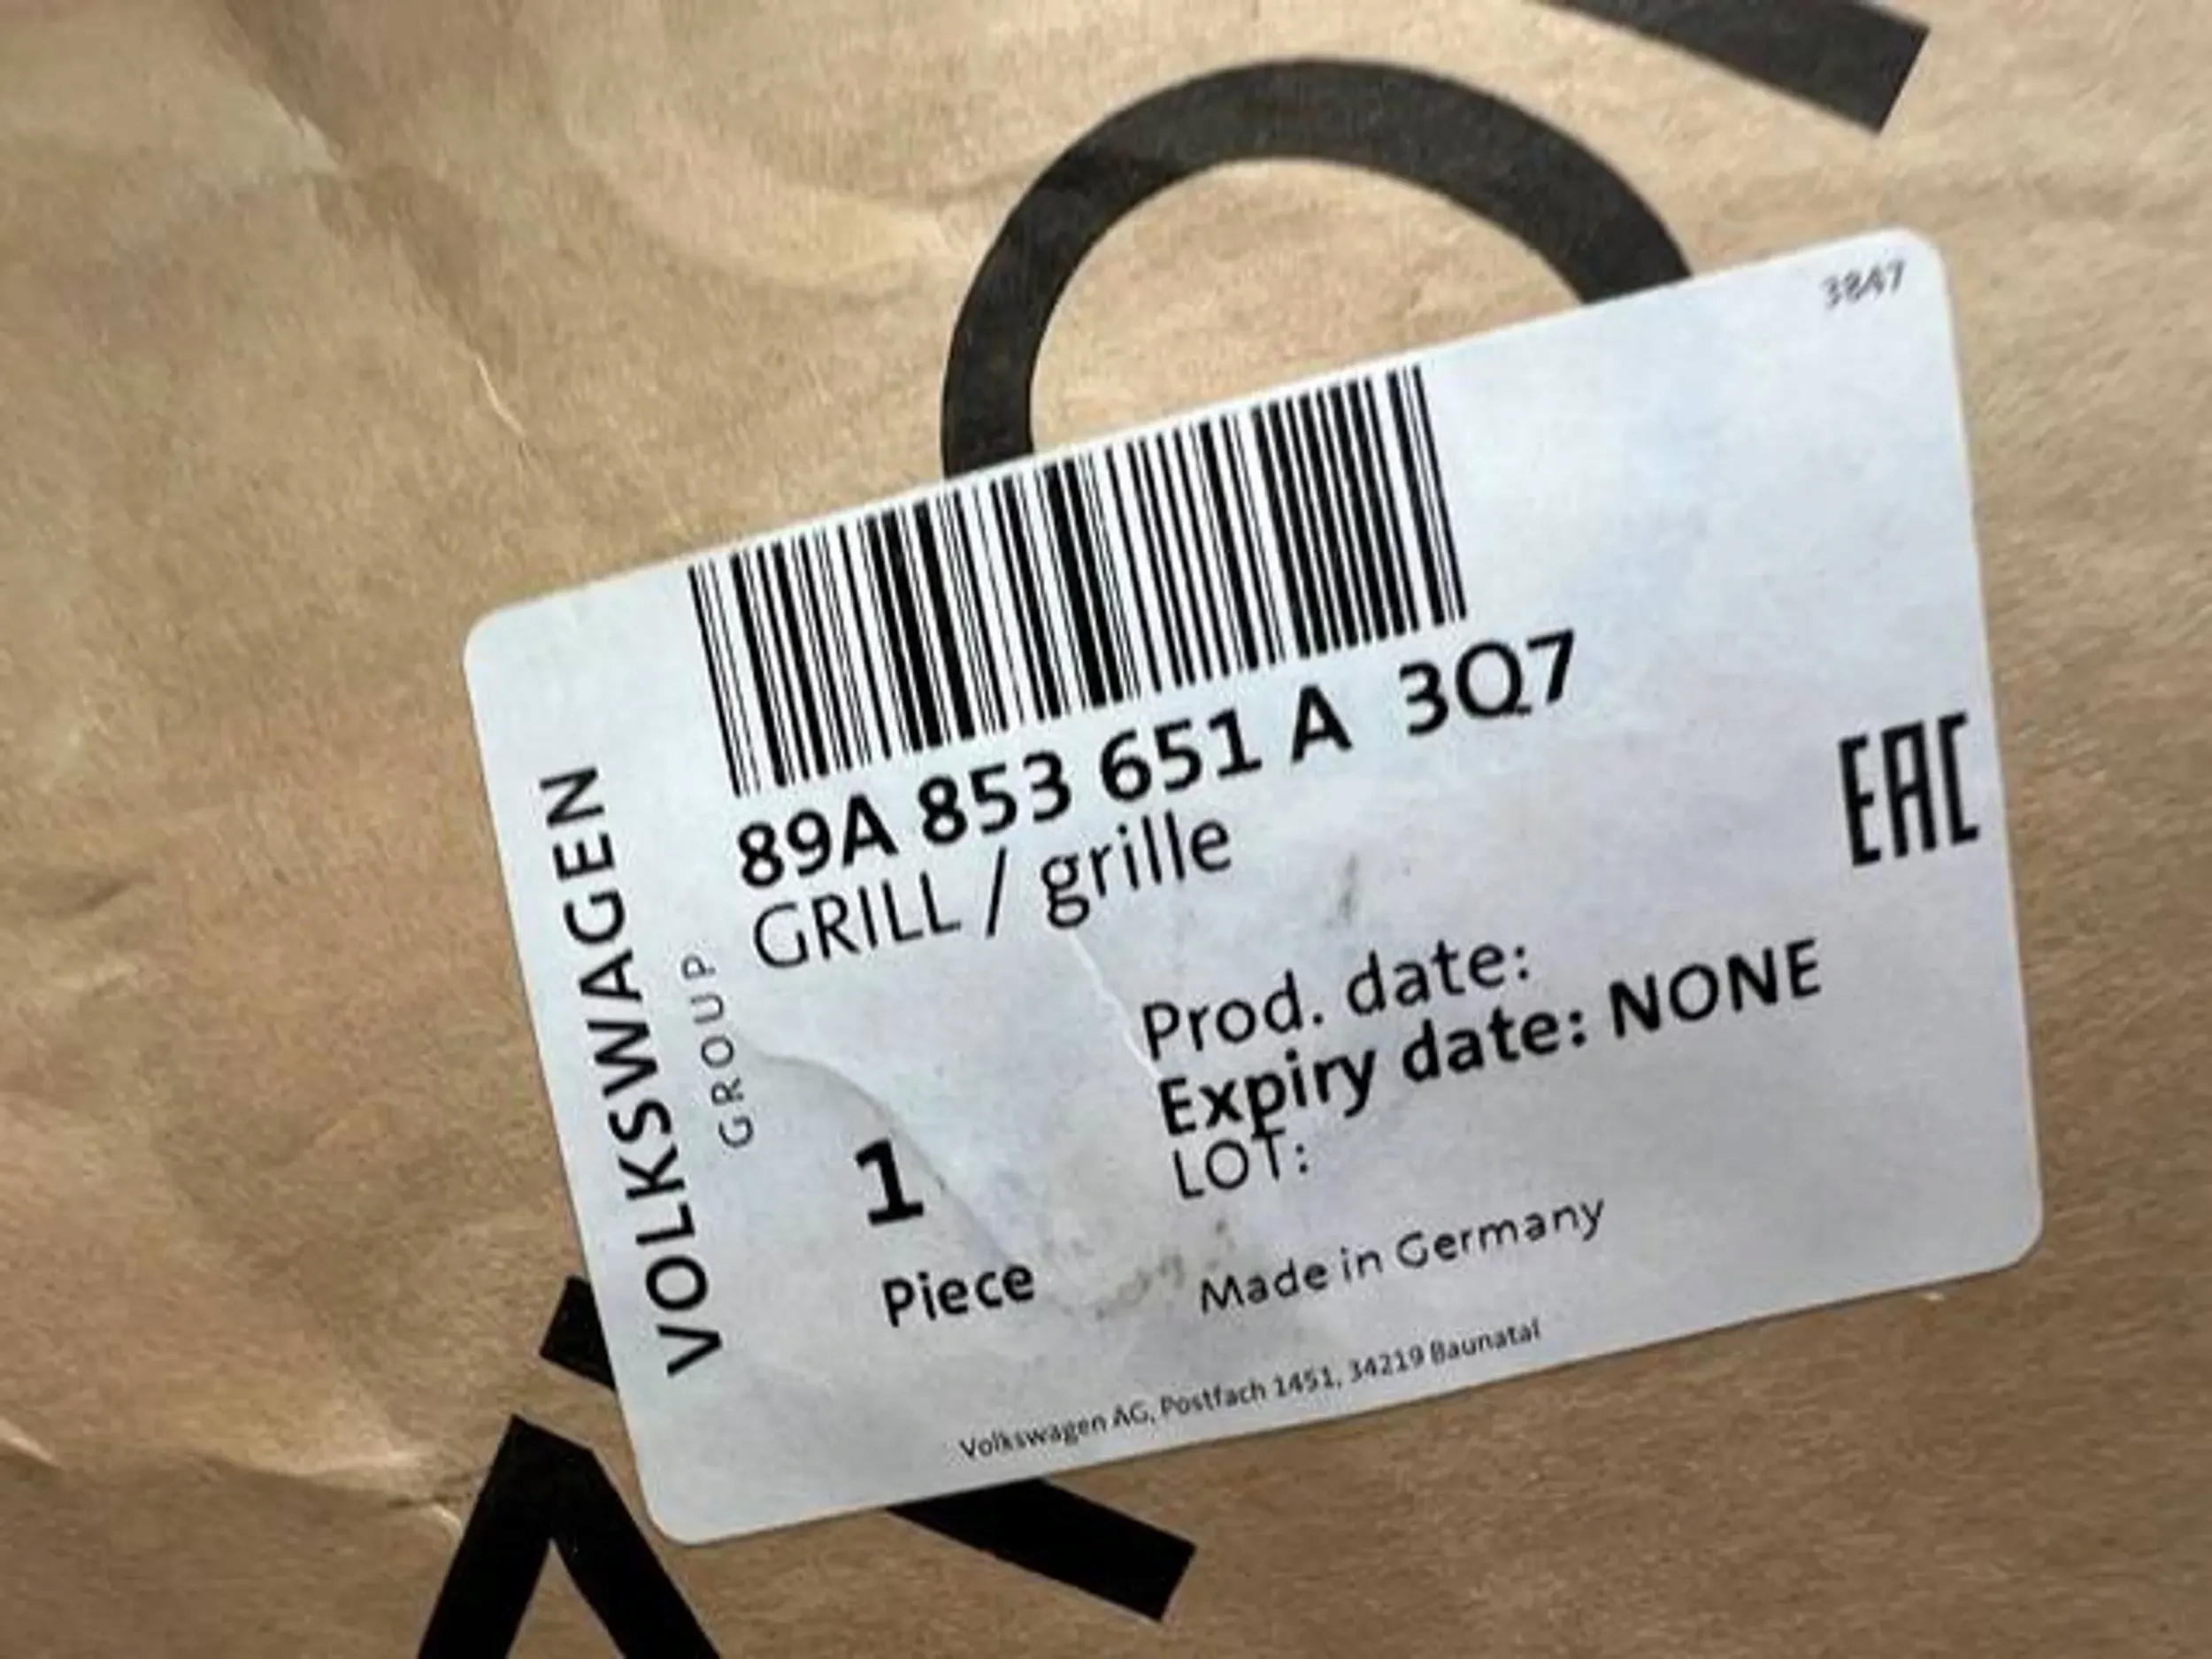 3847
89A 853 651 A 3Q7
GRILL / grille
EAC
VOLKSWAGEN
GROUP
Prod. date:
Expiry date: NONE
LOT:
1
Piece
Made in Germany
Volkswagen AG, Postfach 1451, 34219 Baunatal